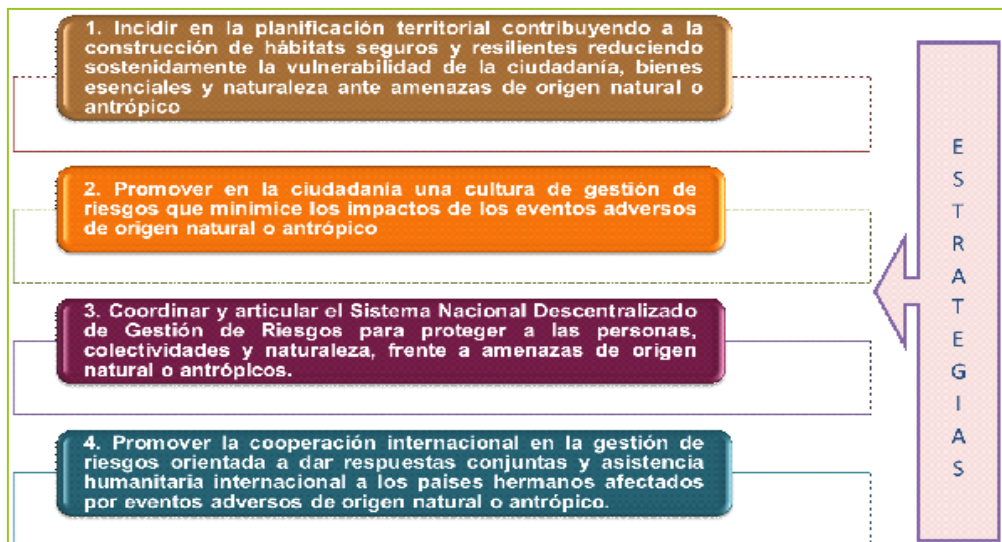 1. Incidir en la planificación territorial contribuyendo a la
construcción de hábitats seguros y resilientes reduciendo
sostenidamente la vulnerabilidad de la ciudadanía, bienes
esenciales y naturaleza ante amenazas de origen natural o
antrópico
2. Promover en la ciudadanía una cultura de gestión de
riesgos que minimice los impactos de los eventos adversos
de origen natural o antrópico
3. Coordinar y articular el Sistema Nacional Descentralizado
de Gestión de Riesgos para proteger a las personas,
colectividades y naturaleza, frente a amenazas de origen
natural o antrópicos.
4. Promover la cooperación internacional en la gestión de
riesgos orientada a dar respuestas conjuntas y asistencia
humanitaria internacional a los países hermanos afectados
por eventos adversos de origen natural o antrópico.
ESTRATEGIAS